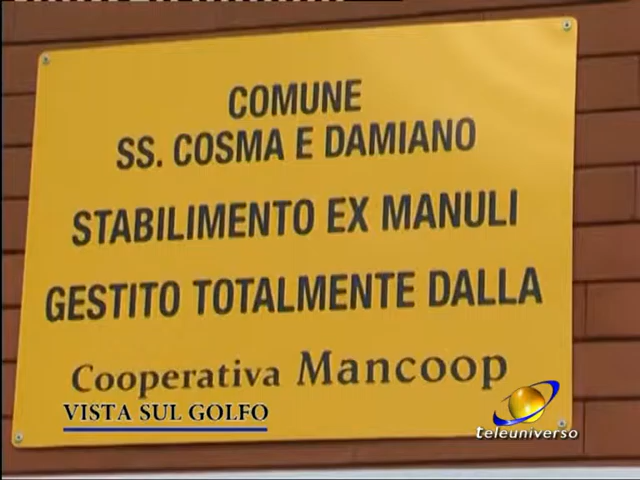 COMUNE
SS. COSMA E DAMIANO
STABILIMENTO EX MANULI
GESTITO TOTALMENTE DALLA
Cooperativa Mancoop
VISTA SUL GOLFO
teleuniverso